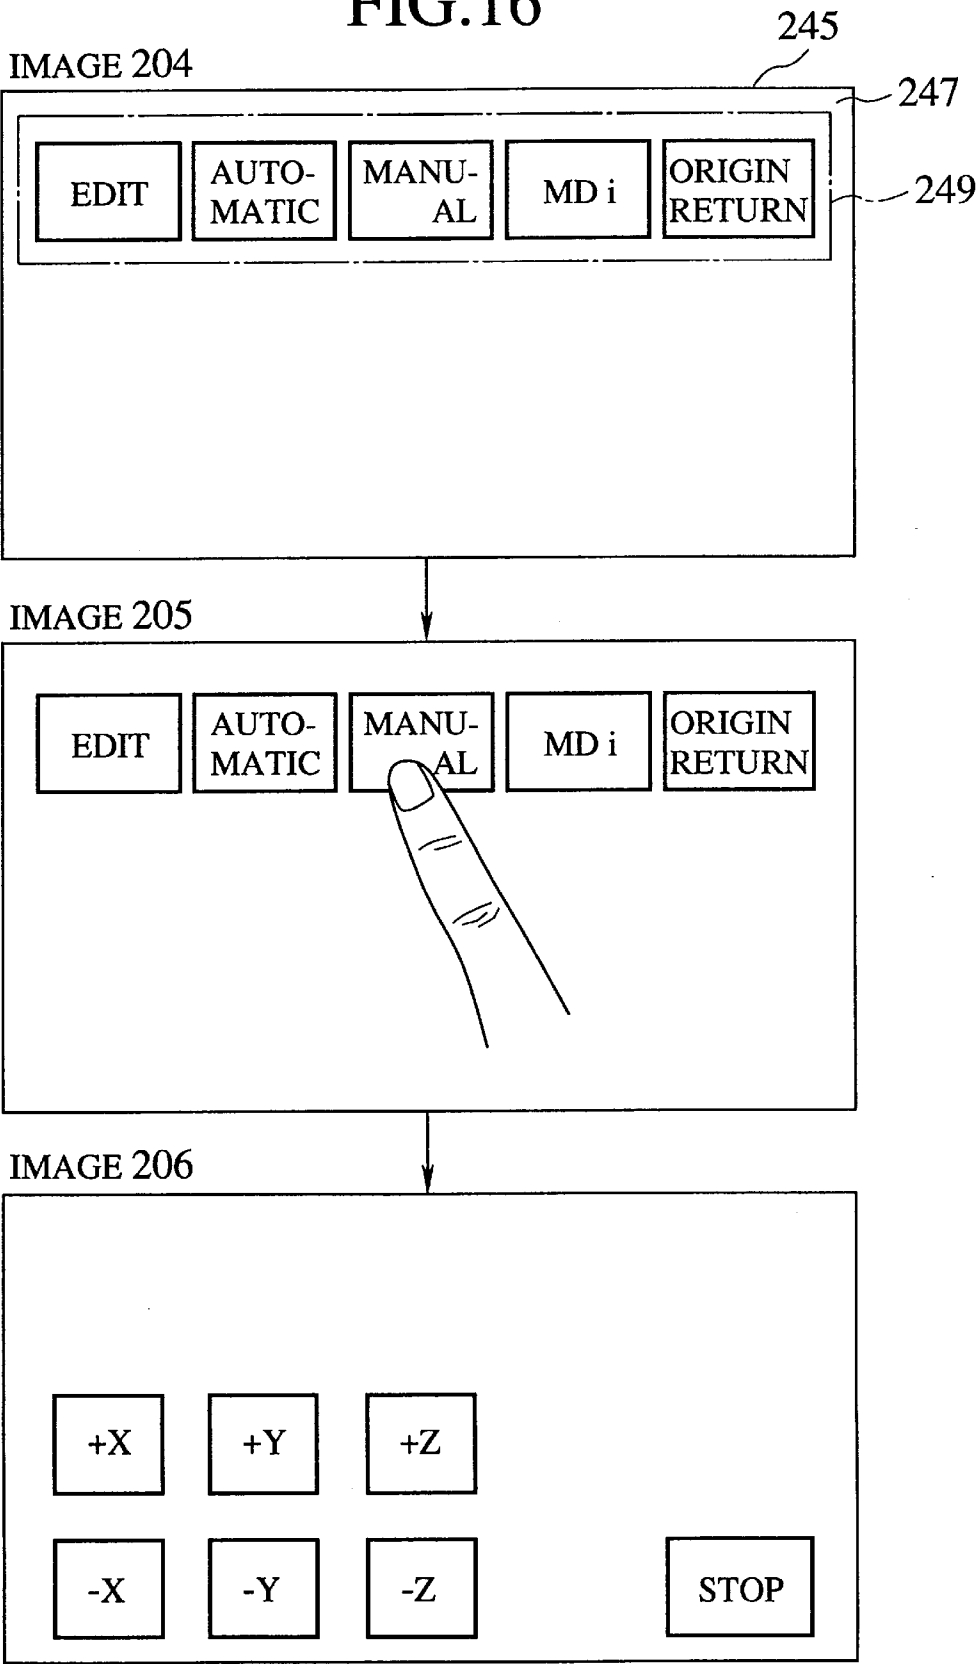 FIG.16
245
IMAGE 204
247
EDIT
AUTO-
MATIC
MANU-
AL
MD i
ORIGIN
RETURN
249
IMAGE 205
EDIT
AUTO-
MATIC
MANU-
AL
MD i
ORIGIN
RETURN
IMAGE 206
+X
+Y
+Z
-X
-Y
-Z
STOP